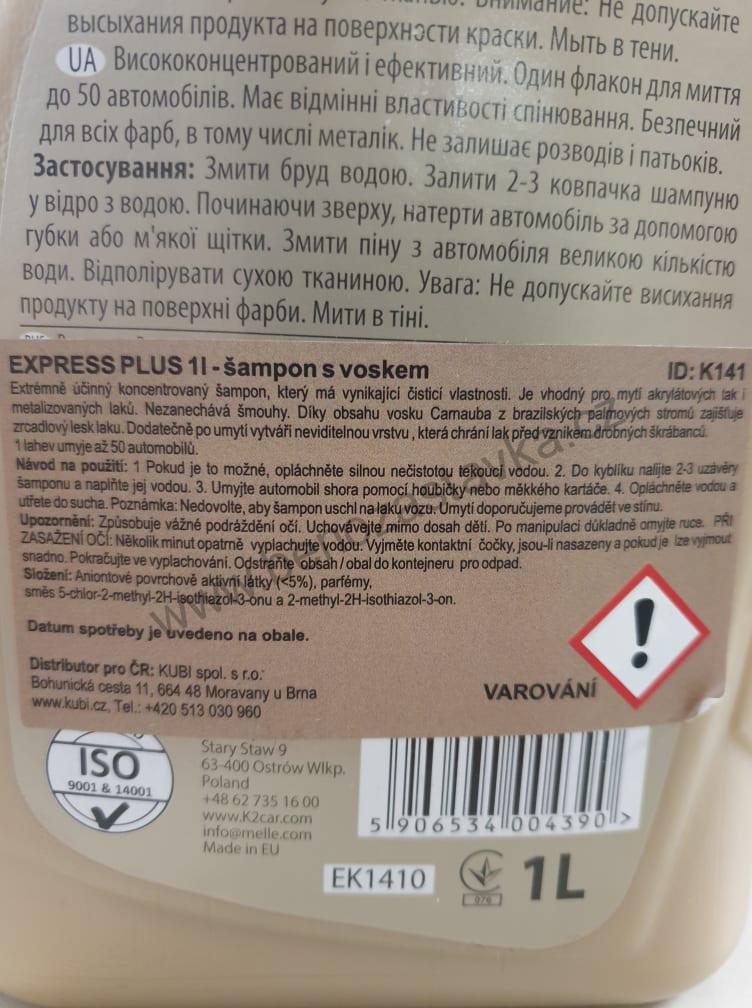 Внимание: Не допускайте
высыхания продукта на поверхности краски. Мыть в тени.
UA Висококонцентрований і ефективний. Один флакон для миття
до 50 автомобілів. Має відмінні властивості спінювання. Безпечний
для всіх фарб, в тому числі металік. Не залишає розводів і патьоків.
Застосування: Змити бруд водою. Залити 2-3 ковпачка шампуню
у відро з водою. Починаючи зверху, натерти автомобіль за допомогою
губки або м'якої щітки. Змити піну з автомобіля великою кількістю
води. Відполірувати сухою тканиною. Увага: Не допускайте висихання
продукту на поверхні фарби. Мити в тіні.
EXPRESS PLUS 1l - šampon s voskem ID: K141
Extrémně účinný koncentrovaný šampon, který má vynikající čisticí vlastnosti. Je vhodný pro mytí akrylátových tak i
metalizovaných laků. Nezanechává šmouhy. Díky obsahu vosku Carnauba z brazilských palmových stromů zajišťuje
zrcadlový lesk laku. Dodatečně po umytí vytváří neviditelnou vrstvu , která chrání lak před vznikem drobných škrábanců.
1 lahev umyje až 50 automobilů.
Návod na použití: 1 Pokud je to možné, opláchněte silnou nečistotou tekoucí vodou. 2. Do kyblíku nalijte 2-3 uzávěry
šamponu a naplňte jej vodou. 3. Umyjte automobil shora pomocí houbičky nebo měkkého kartáče. 4. Opláchněte vodou a
utřete do sucha. Poznámka: Nedovolte, aby šampon uschl na laku vozu. Umytí doporučujeme provádět ve stínu.
Upozornění: Způsobuje vážné podráždění očí. Uchovávejte mimo dosah dětí. Po manipulaci důkladně omyjte ruce. PŘI
ZASAŽENÍ OČÍ: Několik minut opatrně vyplachujte vodou. Vyjměte kontaktní čočky, jsou-li nasazeny a pokud je lze vyjmout
snadno. Pokračujte ve vyplachování. Odstraňte obsah / obal do kontejneru pro odpad.
Složení: Aniontové povrchově aktivní látky (<5%), parfémy,
směs 5-chlor-2-methyl-2H-isothiazol-3-onu a 2-methyl-2H-isothiazol-3-on.
Datum spotřeby je uvedeno na obale.
Distributor pro ČR: KUBI spol. s r.o.
Bohunická cesta 11, 664 48 Moravany u Brna
www.kubi.cz, Tel.: +420 513 030 960
VAROVÁNÍ
ISO
9001 & 14001
Stary Staw 9
63-400 Ostrów Wlkp.
Poland
+48 62 735 16 00
www.K2car.com
info@melle.com
Made in EU
5 906534 004390 >
EK1410
076
1L